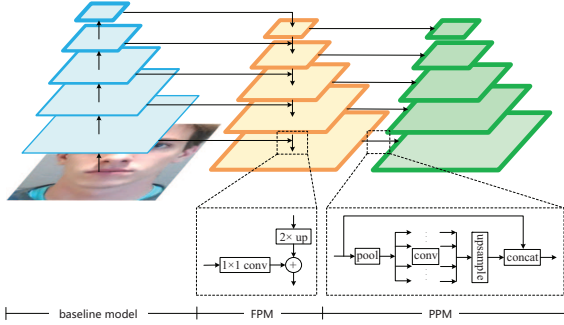 2× up
1×1 conv
+
pool
conv
upsample
concat
baseline model
FPM
PPM